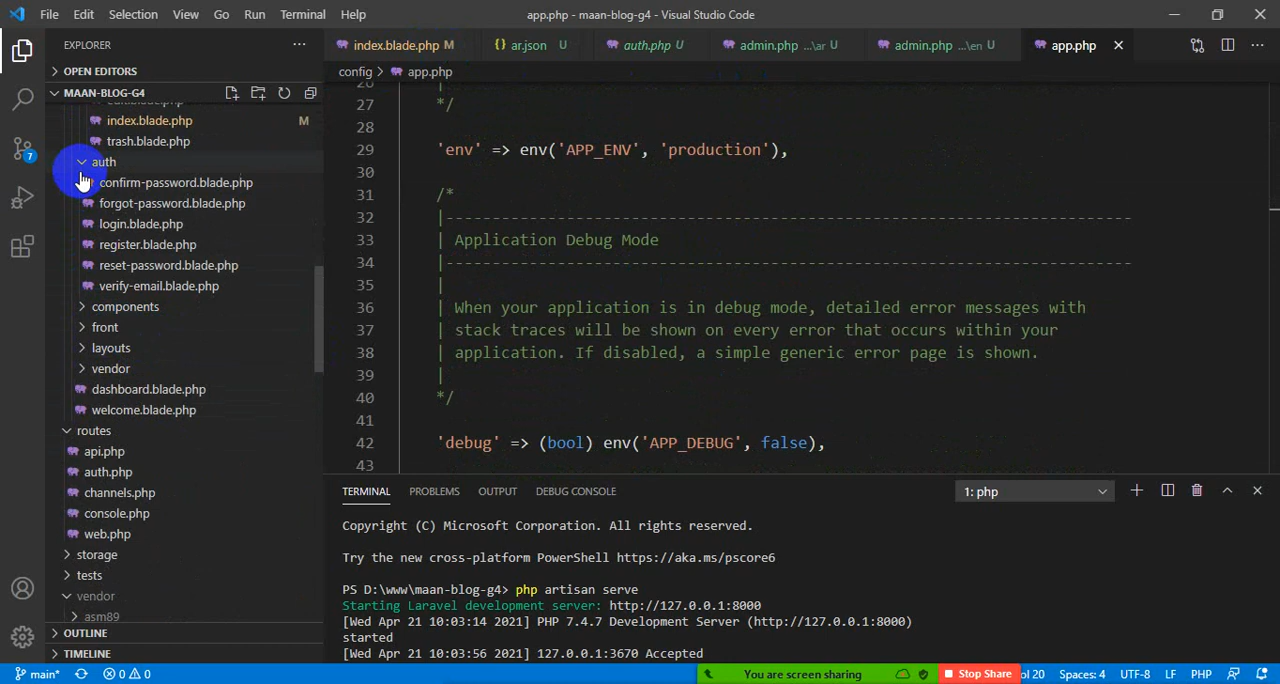 File Edit Selection View Go Run Terminal Help
app.php - maan-blog-g4 - Visual Studio Code
EXPLORER
index.blade.php M
{} ar.json U
auth.php U
admin.php ...\ar U
admin.php ...\en U
app.php
OPEN EDITORS
config > app.php
MAAN-BLOG-G4
index.blade.php M
trash.blade.php
auth
confirm-password.blade.php
forgot-password.blade.php
login.blade.php
register.blade.php
reset-password.blade.php
verify-email.blade.php
components
front
layouts
vendor
dashboard.blade.php
welcome.blade.php
routes
api.php
auth.php
channels.php
console.php
web.php
storage
tests
vendor
asm89
OUTLINE
TIMELINE
7
27 */
28
29 'env' => env('APP_ENV', 'production'),
30
31 /*
32 |--------------------------------------------------------------------------
33 | Application Debug Mode
34 |--------------------------------------------------------------------------
35 |
36 | When your application is in debug mode, detailed error messages with
37 | stack traces will be shown on every error that occurs within your
38 | application. If disabled, a simple generic error page is shown.
39 |
40 */
41
42 'debug' => (bool) env('APP_DEBUG', false),
43
TERMINAL PROBLEMS OUTPUT DEBUG CONSOLE
1: php
Copyright (C) Microsoft Corporation. All rights reserved.
Try the new cross-platform PowerShell https://aka.ms/pscore6
PS D:\www\maan-blog-g4> php artisan serve
Starting Laravel development server: http://127.0.0.1:8000
[Wed Apr 21 10:03:14 2021] PHP 7.4.7 Development Server (http://127.0.0.1:8000)
started
[Wed Apr 21 10:03:56 2021] 127.0.0.1:3670 Accepted
main* 0 0
You are screen sharing
Stop Share
ol 20 Spaces: 4 UTF-8 LF PHP